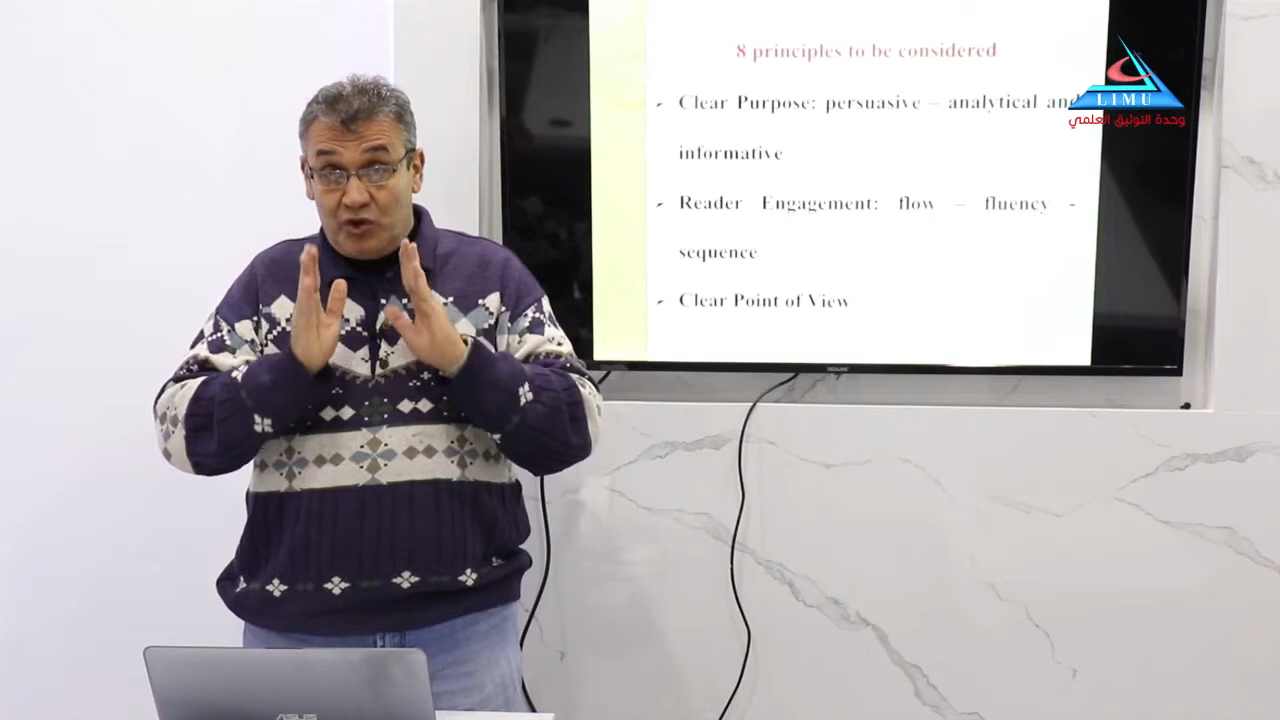 8 principles to be considered
Clear Purpose: persuasive – analytical and
informative
Reader Engagement: flow – fluency -
sequence
Clear Point of View
LIMU
وحدة التوثيق العلمي
ASUS